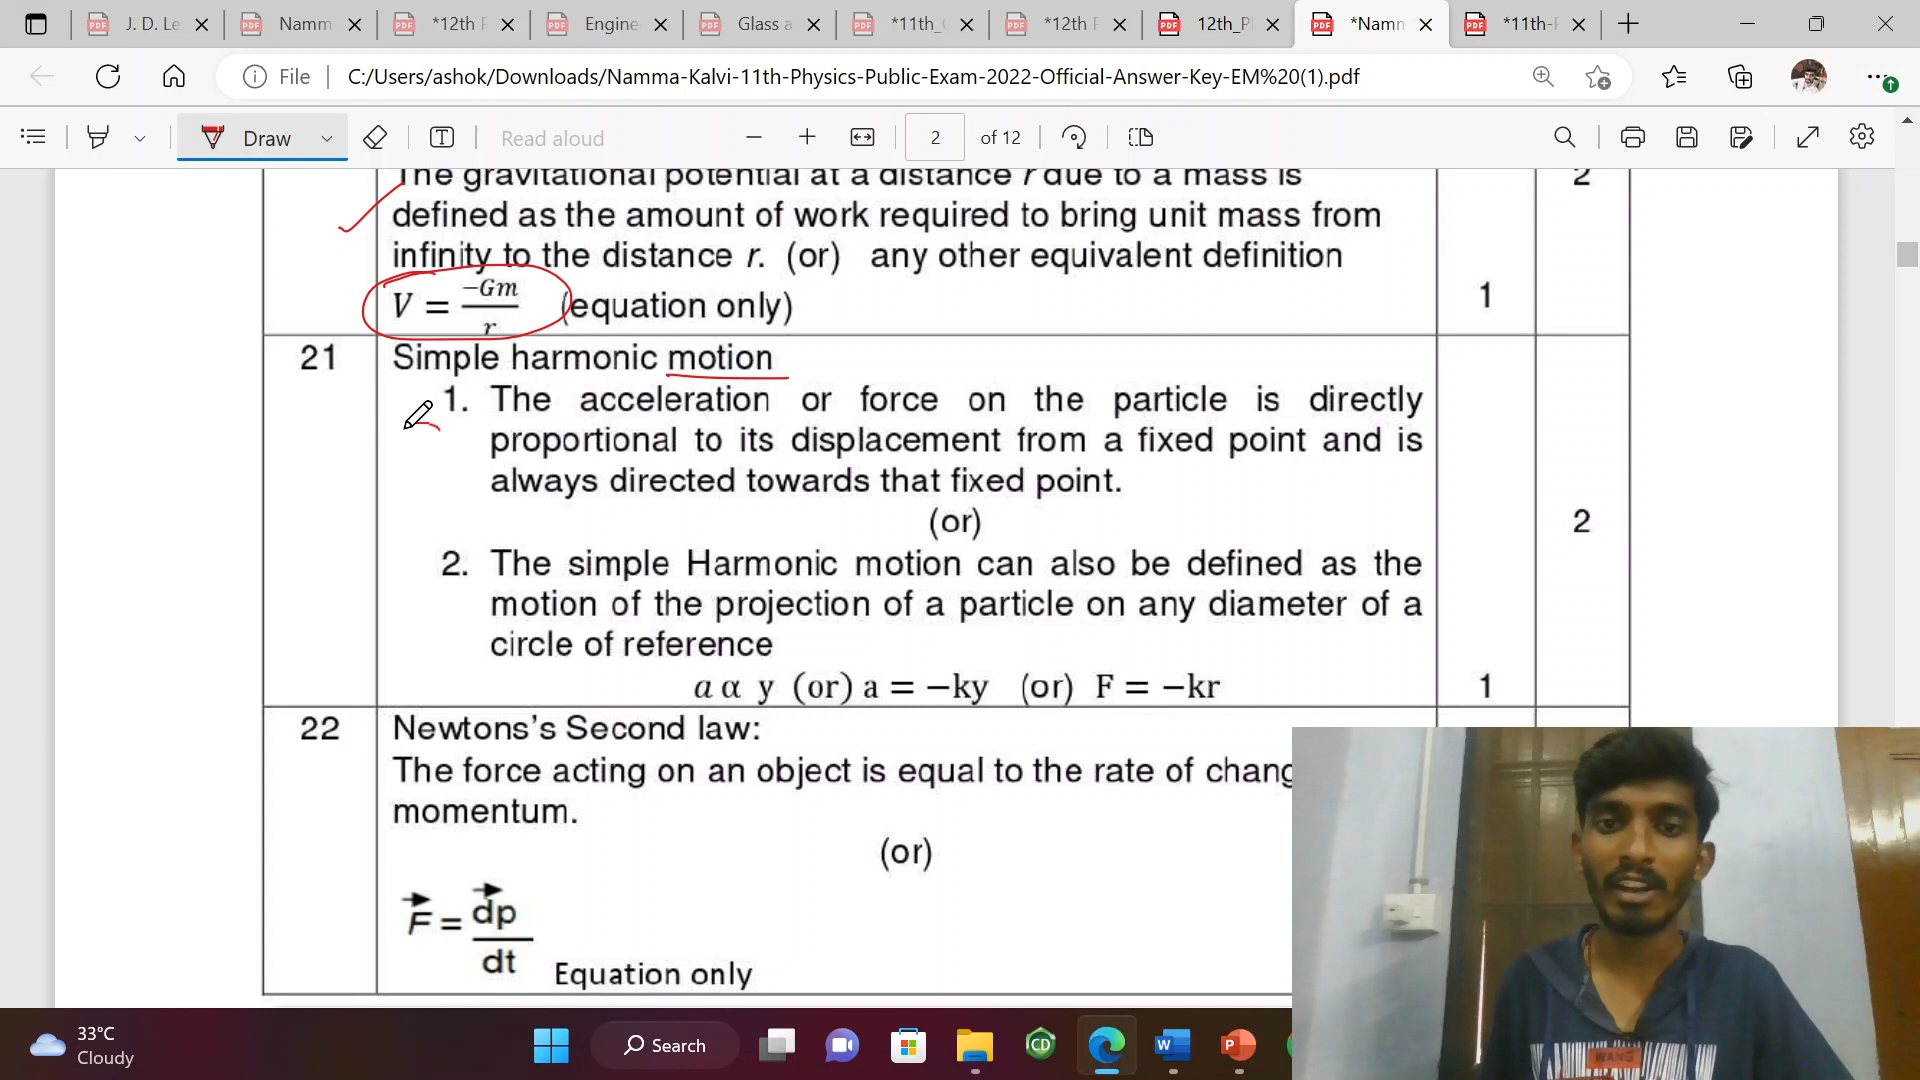 J. D. Le
Namm
*12th P
Engine
Glass a
*11th_C
*12th P
12th_Pl
*Namm
*11th-P
File
C:/Users/ashok/Downloads/Namma-Kalvi-11th-Physics-Public-Exam-2022-Official-Answer-Key-EM%20(1).pdf
Draw
Read aloud
2
of 12
The gravitational potential at a distance r due to a mass is
2
defined as the amount of work required to bring unit mass from
infinity to the distance r. (or) any other equivalent definition
V = −Gm/r (equation only)
1
21
Simple harmonic motion
1. The acceleration or force on the particle is directly
proportional to its displacement from a fixed point and is
always directed towards that fixed point.
(or)
2
2. The simple Harmonic motion can also be defined as the
motion of the projection of a particle on any diameter of a
circle of reference
a α y (or) a = −ky (or) F = −kr
1
22
Newtons's Second law:
The force acting on an object is equal to the rate of chang
momentum.
(or)
F = dp
dt
Equation only
33°C
Cloudy
Search
CD
W
P
WANG